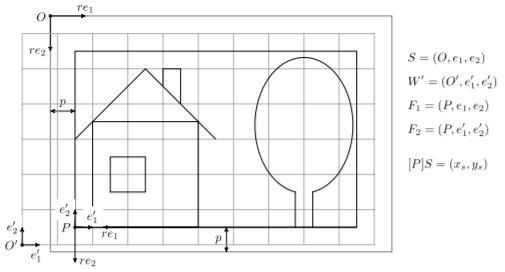 O re₁
re₂
S = (O, e₁, e₂)
W′ = (O′, e′₁, e′₂)
p
F₁ = (P, e₁, e₂)
F₂ = (P, e′₁, e′₂)
[P]S = (xₛ, yₛ)
e′₂ e′₁
e′₂ P re₁
p
O′ e′₁ re₂